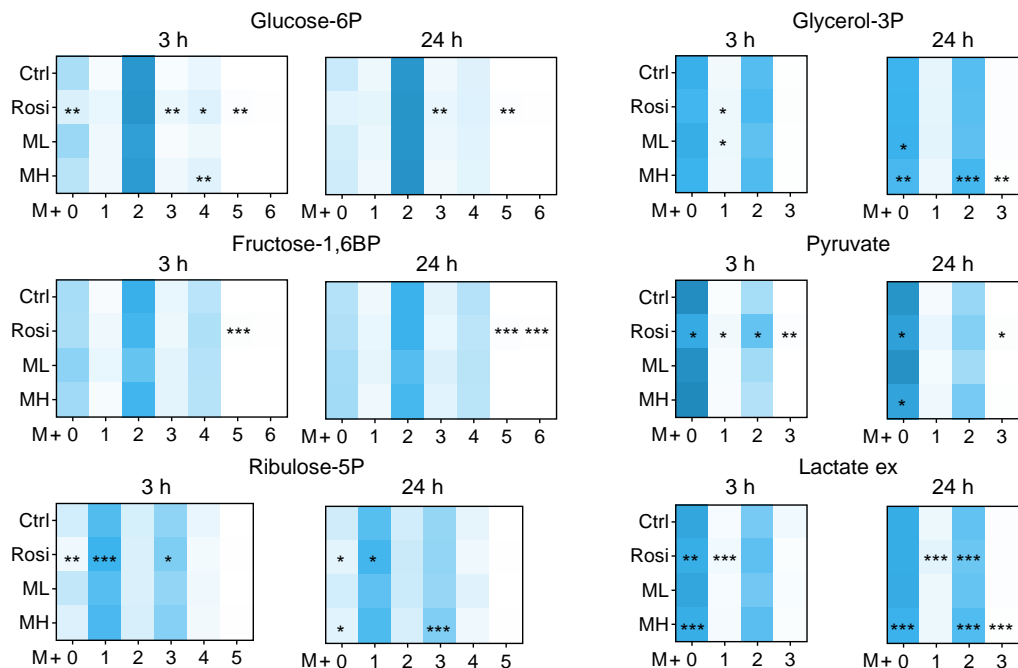 Glucose-6P
3 h 24 h
Ctrl
Rosi ** ** * ** ** **
ML
MH **
M+ 0 1 2 3 4 5 6 0 1 2 3 4 5 6
Glycerol-3P
3 h 24 h
Ctrl
Rosi *
ML * *
MH ** *** **
M+ 0 1 2 3 0 1 2 3
Fructose-1,6BP
3 h 24 h
Ctrl
Rosi *** *** ***
ML
MH
M+ 0 1 2 3 4 5 6 0 1 2 3 4 5 6
Pyruvate
3 h 24 h
Ctrl
Rosi * * * ** * *
ML
MH *
M+ 0 1 2 3 0 1 2 3
Ribulose-5P
3 h 24 h
Ctrl
Rosi ** *** * * *
ML
MH * ***
M+ 0 1 2 3 4 5 0 1 2 3 4 5
Lactate ex
3 h 24 h
Ctrl
Rosi ** *** *** ***
ML
MH *** *** *** ***
M+ 0 1 2 3 0 1 2 3